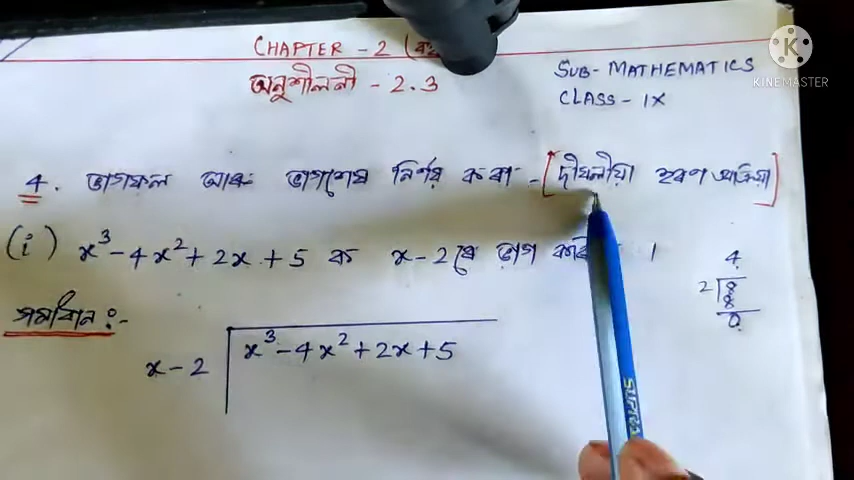 CHAPTER - 2
অনুশীলনী - 2.3
SUB- MATHEMATICS
CLASS - IX
KINEMASTER
4. ভাগফল আৰু ভাগশেষ নিৰ্ণয় কৰা - [দীঘলীয়া হৰণ প্ৰক্ৰিয়া]
(i) x³ - 4x² + 2x + 5 ক x - 2 ৰে ভাগ ।
4
2 8
8
0
সমাধান :-
x - 2 x³ - 4x² + 2x + 5